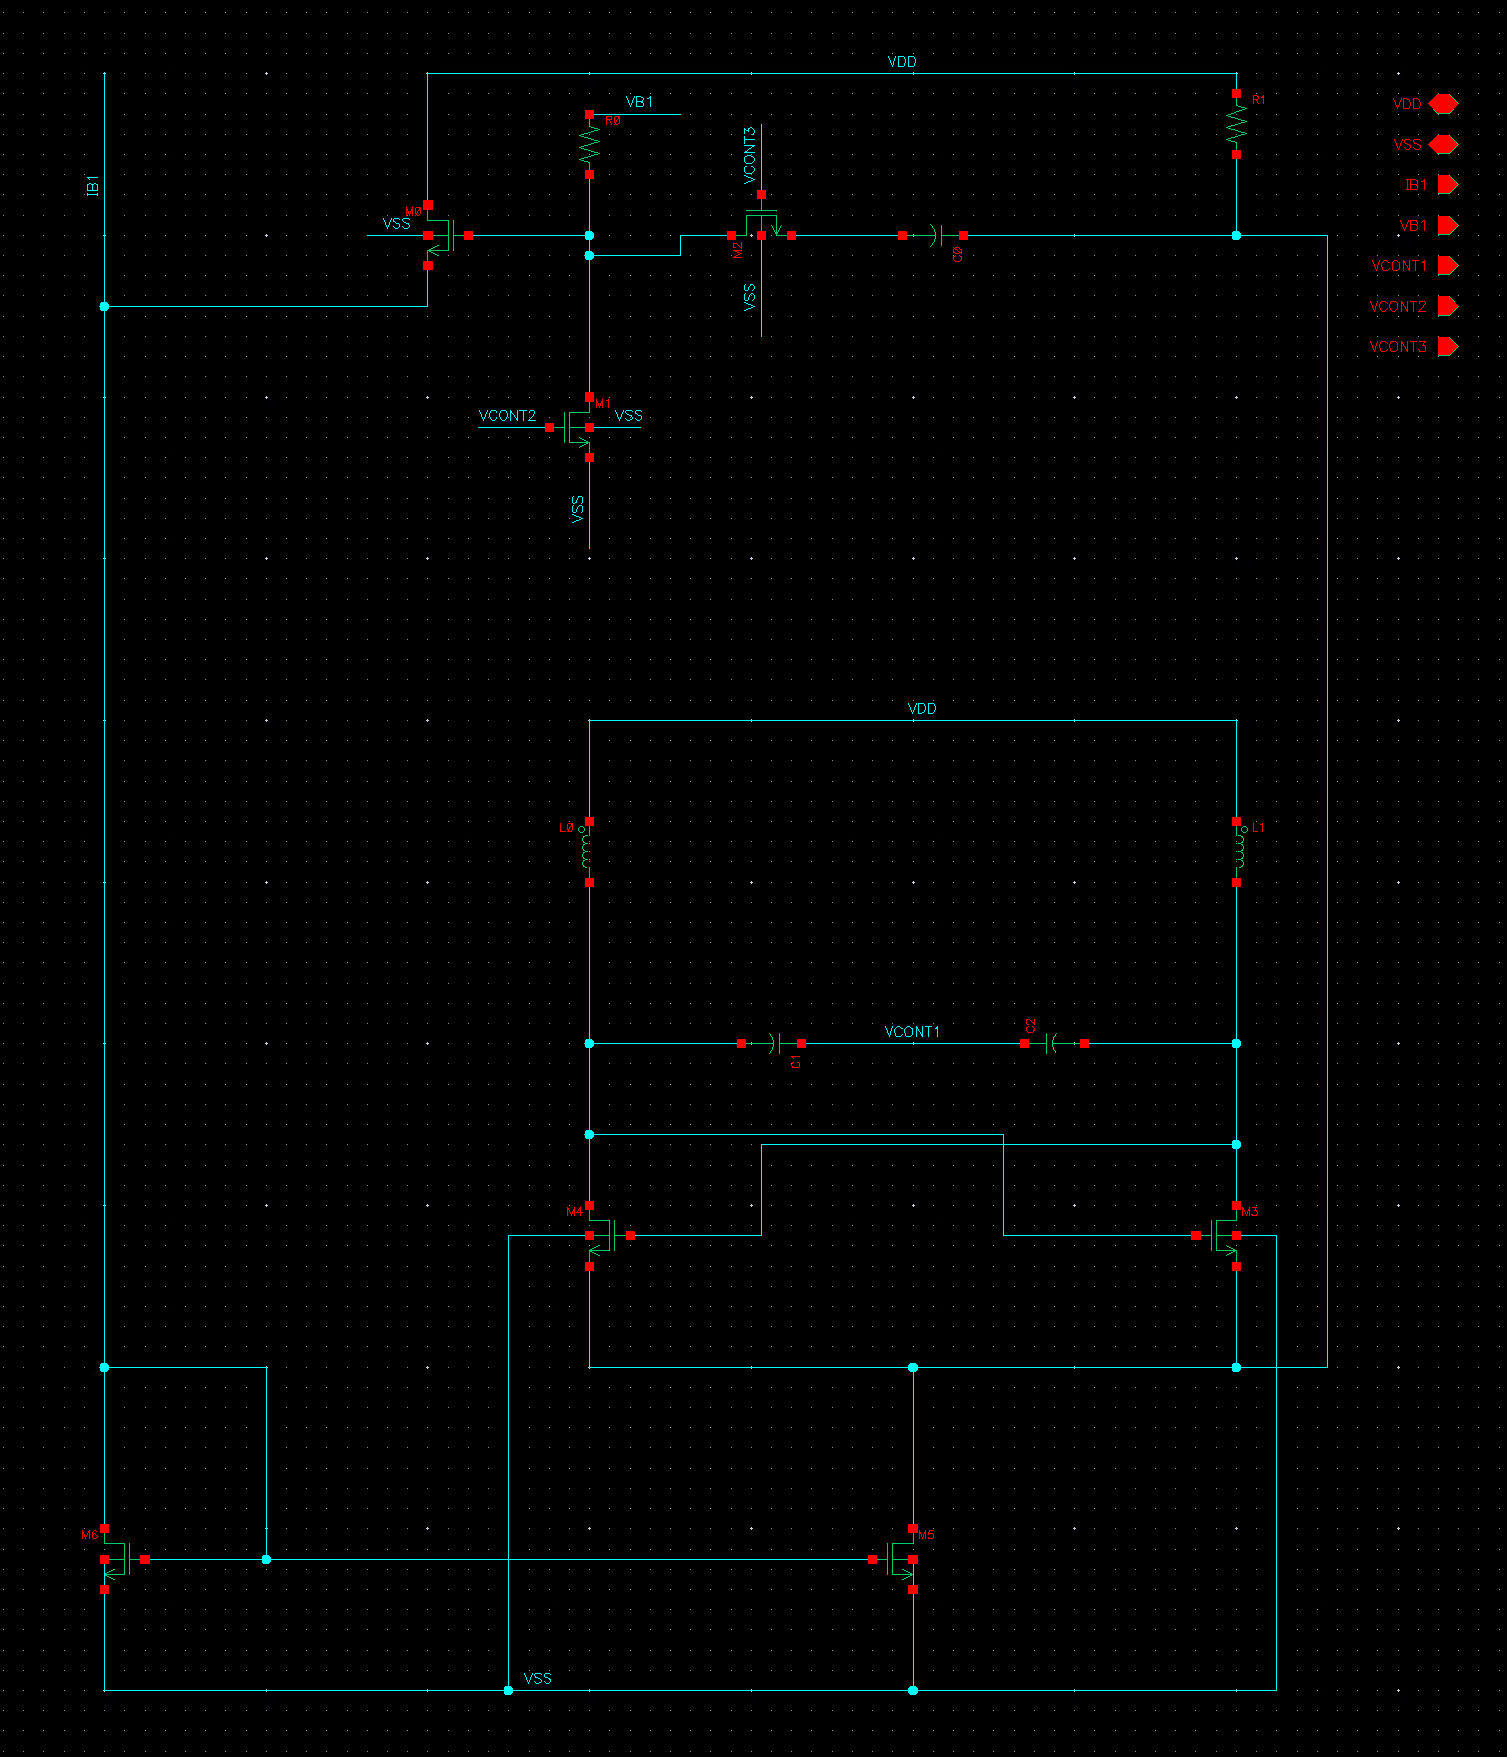 VDD
VB1
R0
R1
VDD
VCONT3
VSS
IB1
IB1
M0
VSS
VB1
M2
C0
VCONT1
VSS
VCONT2
VCONT3
M1
VCONT2
VSS
VSS
VDD
L0
L1
C2
VCONT1
C1
M4
M3
M6
M5
VSS